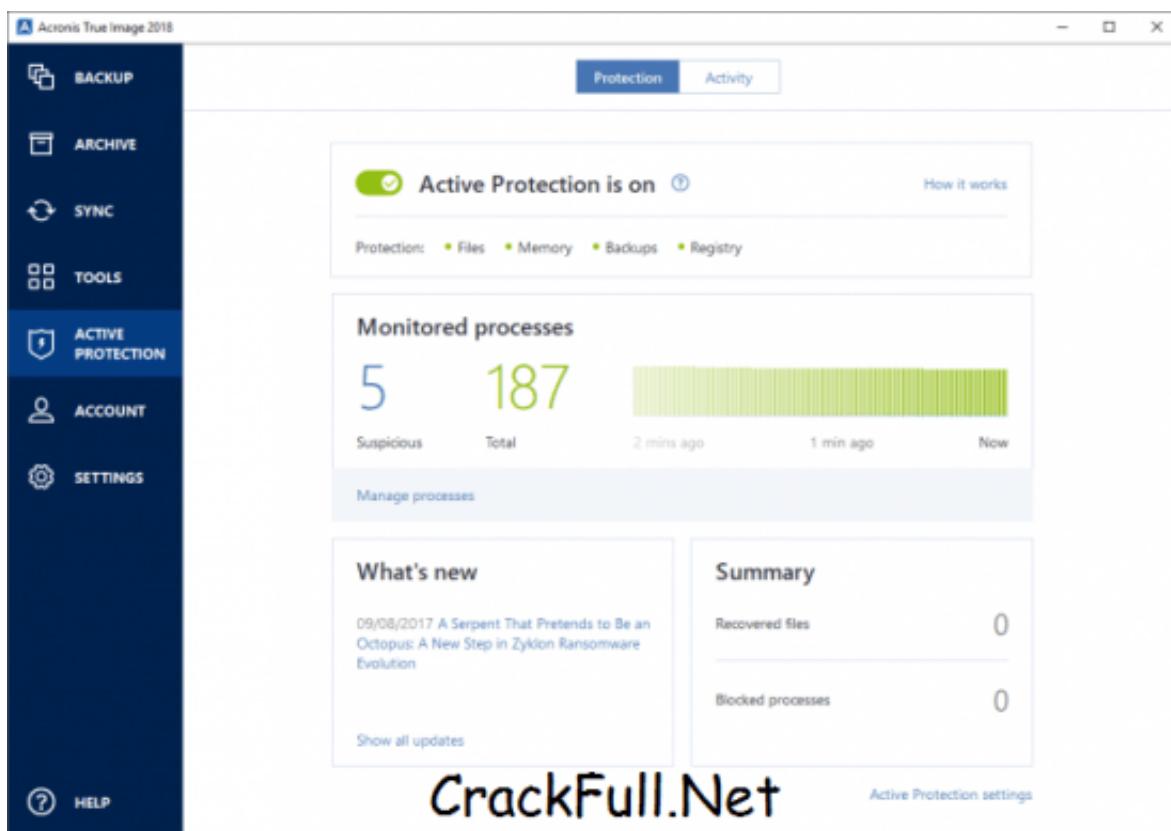 Acronis True Image 2018
BACKUP
ARCHIVE
SYNC
TOOLS
ACTIVE
PROTECTION
ACCOUNT
SETTINGS
HELP
Protection Activity
Active Protection is on ?
How it works
Protection: • Files • Memory • Backups • Registry
Monitored processes
5 187
Suspicious Total 2 mins ago 1 min ago Now
Manage processes
What's new
09/08/2017 A Serpent That Pretends to Be an
Octopus: A New Step in Zyklon Ransomware
Evolution
Show all updates
Summary
Recovered files 0
Blocked processes 0
Active Protection settings
CrackFull.Net